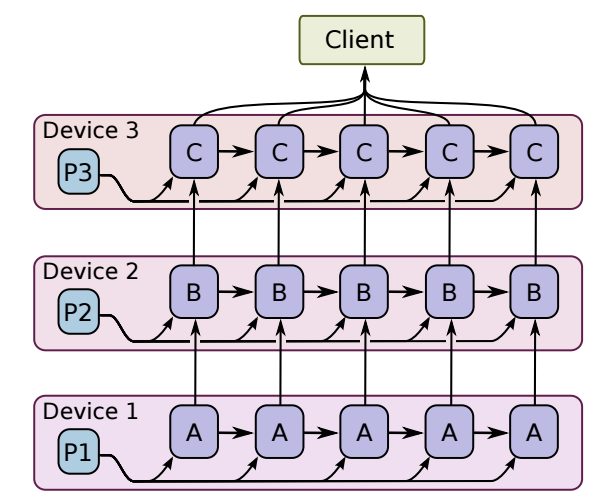 Client
Device 3
P3
C C C C C
Device 2
P2
B B B B B
Device 1
P1
A A A A A